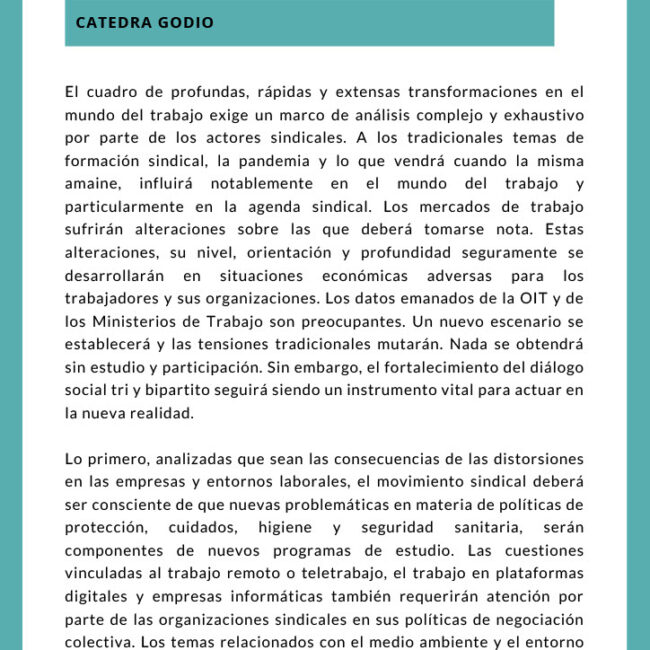 CATEDRA GODIO
El cuadro de profundas, rápidas y extensas transformaciones en el
mundo del trabajo exige un marco de análisis complejo y exhaustivo
por parte de los actores sindicales. A los tradicionales temas de
formación sindical, la pandemia y lo que vendrá cuando la misma
amaine, influirá notablemente en el mundo del trabajo y
particularmente en la agenda sindical. Los mercados de trabajo
sufrirán alteraciones sobre las que deberá tomarse nota. Estas
alteraciones, su nivel, orientación y profundidad seguramente se
desarrollarán en situaciones económicas adversas para los
trabajadores y sus organizaciones. Los datos emanados de la OIT y de
los Ministerios de Trabajo son preocupantes. Un nuevo escenario se
establecerá y las tensiones tradicionales mutarán. Nada se obtendrá
sin estudio y participación. Sin embargo, el fortalecimiento del diálogo
social tri y bipartito seguirá siendo un instrumento vital para actuar en
la nueva realidad.
Lo primero, analizadas que sean las consecuencias de las distorsiones
en las empresas y entornos laborales, el movimiento sindical deberá
ser consciente de que nuevas problemáticas en materia de políticas de
protección, cuidados, higiene y seguridad sanitaria, serán
componentes de nuevos programas de estudio. Las cuestiones
vinculadas al trabajo remoto o teletrabajo, el trabajo en plataformas
digitales y empresas informáticas también requerirán atención por
parte de las organizaciones sindicales en sus políticas de negociación
colectiva. Los temas relacionados con el medio ambiente y el entorno